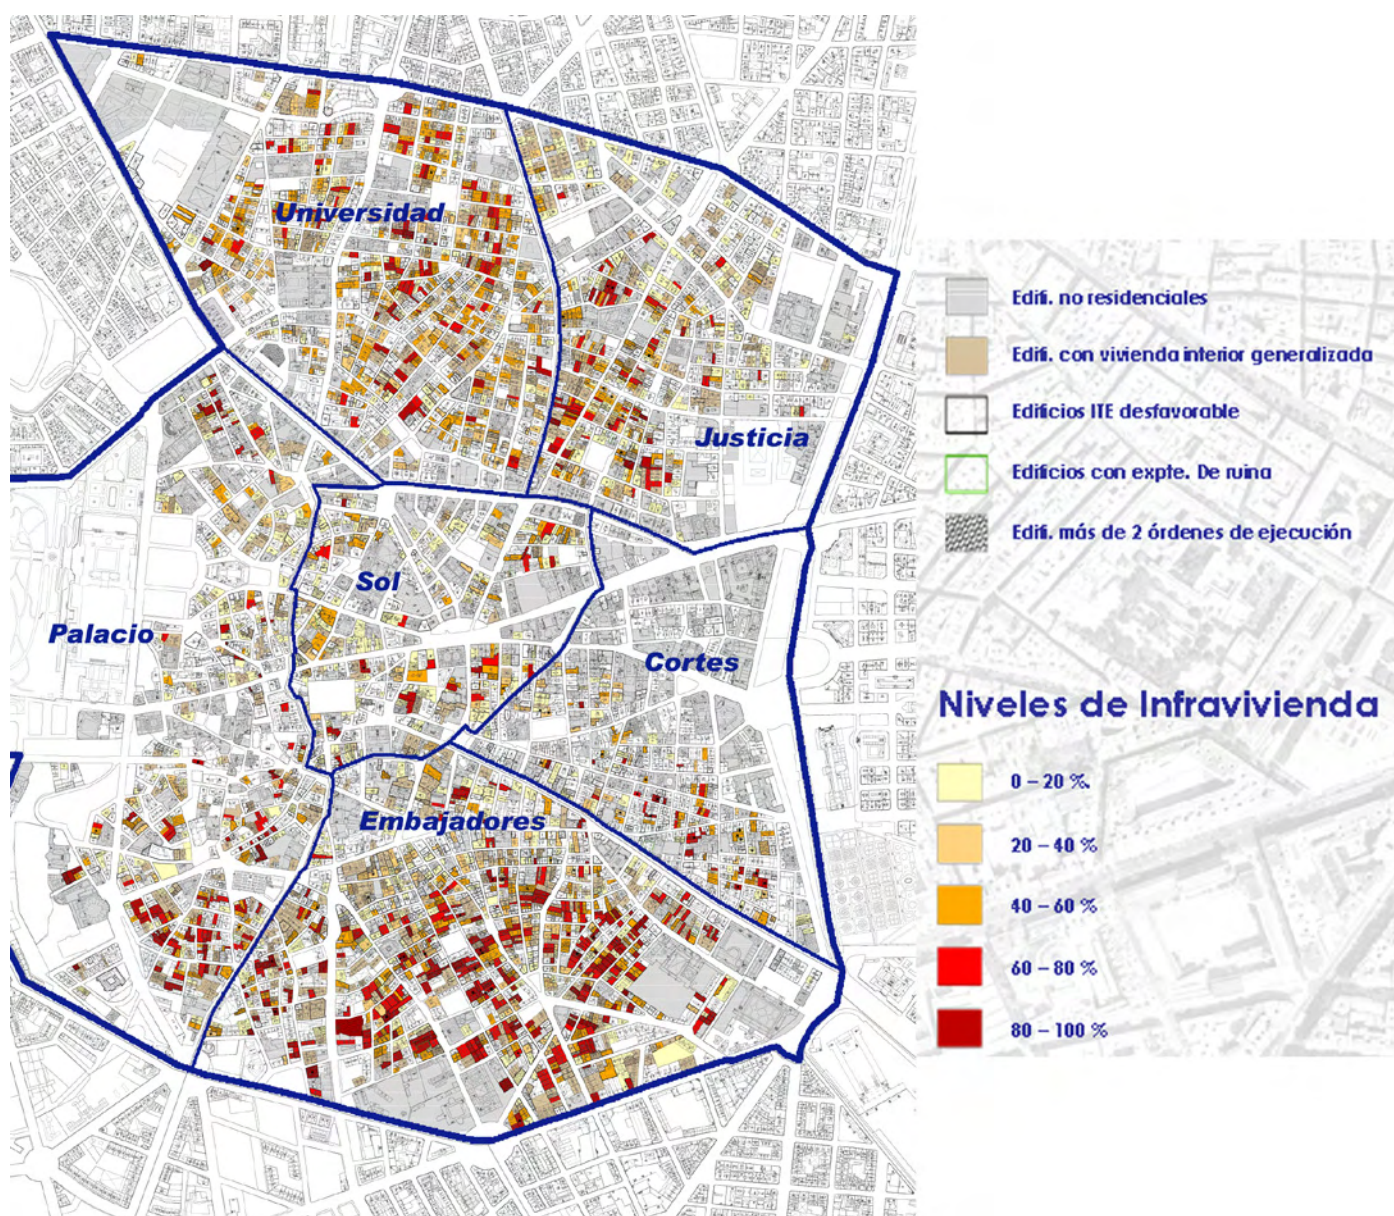 Universidad
Justicia
Sol
Palacio
Cortes
Embajadores
Edifi. no residenciales
Edifi. con vivienda interior generalizada
Edificios ITE desfavorable
Edificios con expte. De ruina
Edifi. más de 2 órdenes de ejecución
Niveles de Infravivienda
0 – 20 %.
20 – 40 %
40 – 60 %
60 – 80 %
80 – 100 %